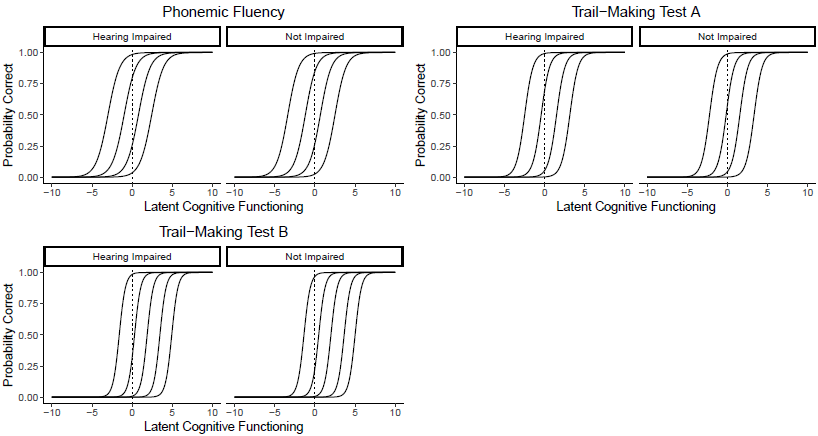 Phonemic Fluency
Hearing Impaired Not Impaired
1.00
0.75
0.50
0.25
0.00
Probability Correct
−10 −5 0 5 10 −10 −5 0 5 10
Latent Cognitive Functioning
Trail−Making Test A
Hearing Impaired Not Impaired
1.00
0.75
0.50
0.25
0.00
Probability Correct
−10 −5 0 5 10 −10 −5 0 5 10
Latent Cognitive Functioning
Trail−Making Test B
Hearing Impaired Not Impaired
1.00
0.75
0.50
0.25
0.00
Probability Correct
−10 −5 0 5 10 −10 −5 0 5 10
Latent Cognitive Functioning